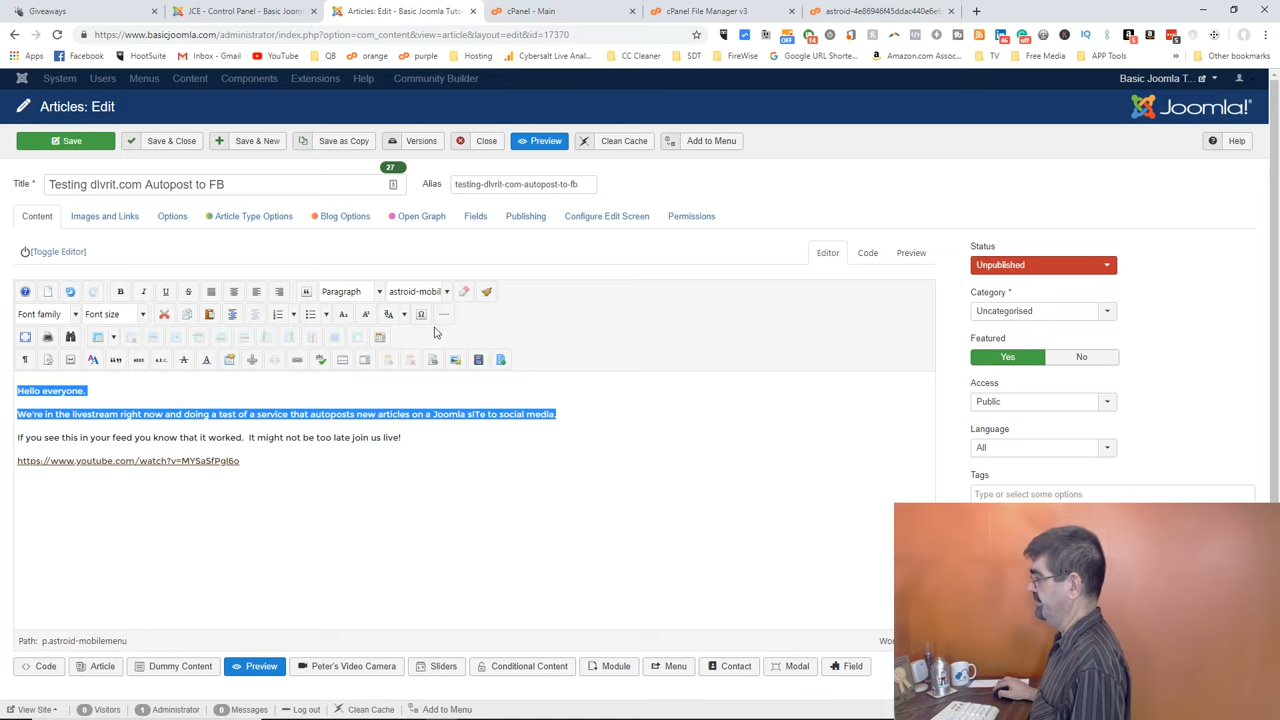 Giveaways
JCE - Control Panel - Basic Joom
Articles: Edit - Basic Joomla Tuto
cPanel - Main
cPanel File Manager v3
astroid-4e86946f45ddac440e6ef
https://www.basicjoomla.com/administrator/index.php?option=com_content&view=article&layout=edit&id=17370
Facebook
HootSuite
Inbox - Gmail
YouTube
QB
orange
purple
Hosting
Cybersalt Live Anal...
CC Cleaner
SDT
FireWise
Google URL Shorte...
Amazon.com Assoc...
TV
Free Media
APP Tools
»
Other bookmarks
System Users Menus Content Components Extensions Help Community Builder
Basic Joomla T...
Articles: Edit
Joomla!®
Save
Save & Close
Save & New
Save as Copy
Versions
Close
Preview
Clean Cache
Add to Menu
Help
27
Title *
Testing dlvrit.com Autopost to FB
Alias
testing-dlvrit-com-autopost-to-fb
Content
Images and Links
Options
Article Type Options
Blog Options
Open Graph
Fields
Publishing
Configure Edit Screen
Permissions
[Toggle Editor]
Editor
Code
Preview
Paragraph
astroid-mobil
Font family
Font size
Hello everyone.
We're in the livestream right now and doing a test of a service that autoposts new articles on a Joomla sITe to social media.
If you see this in your feed you know that it worked. It might not be too late join us live!
https://www.youtube.com/watch?v=MYSaSfPgl6o
Path: p.astroid-mobilemenu
Status
Unpublished
Category *
Uncategorised
Featured
Yes
No
Access
Public
Language
All
Tags
Type or select some options
Code
Article
Dummy Content
Preview
Peter's Video Camera
Sliders
Conditional Content
Module
Menu
Contact
Modal
Field
View Site
0 Visitors
1 Administrator
0 Messages
Log out
Clean Cache
Add to Menu